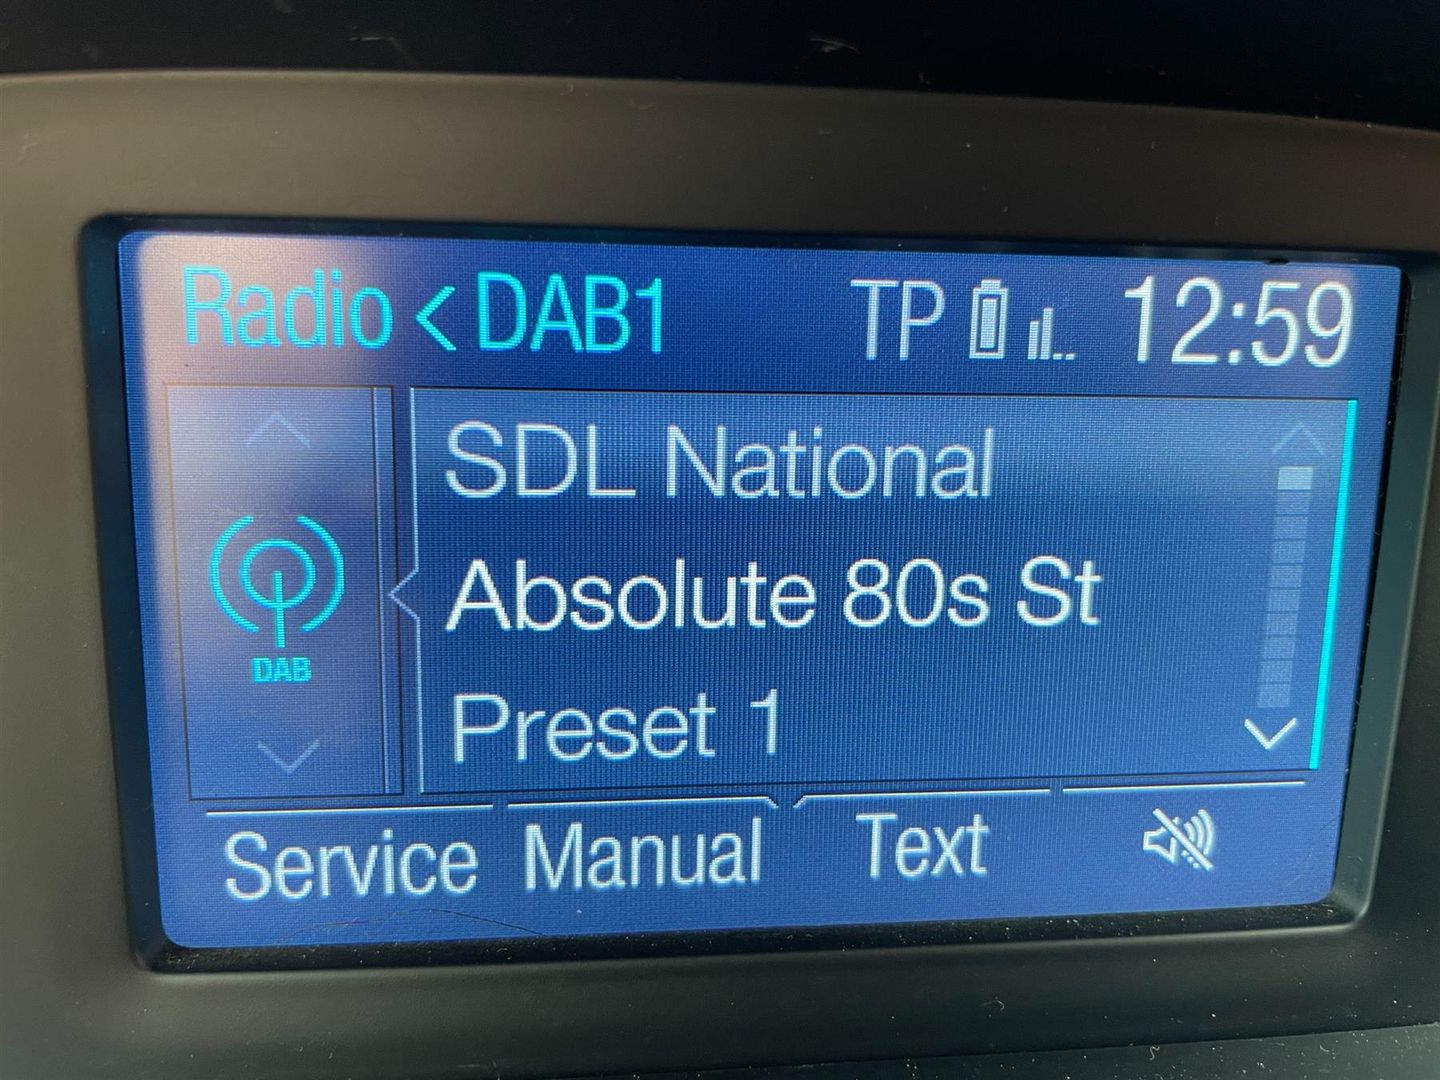 Radio < DAB1 TP 12:59
SDL National
Absolute 80s St
DAB
Preset 1
Service Manual Text